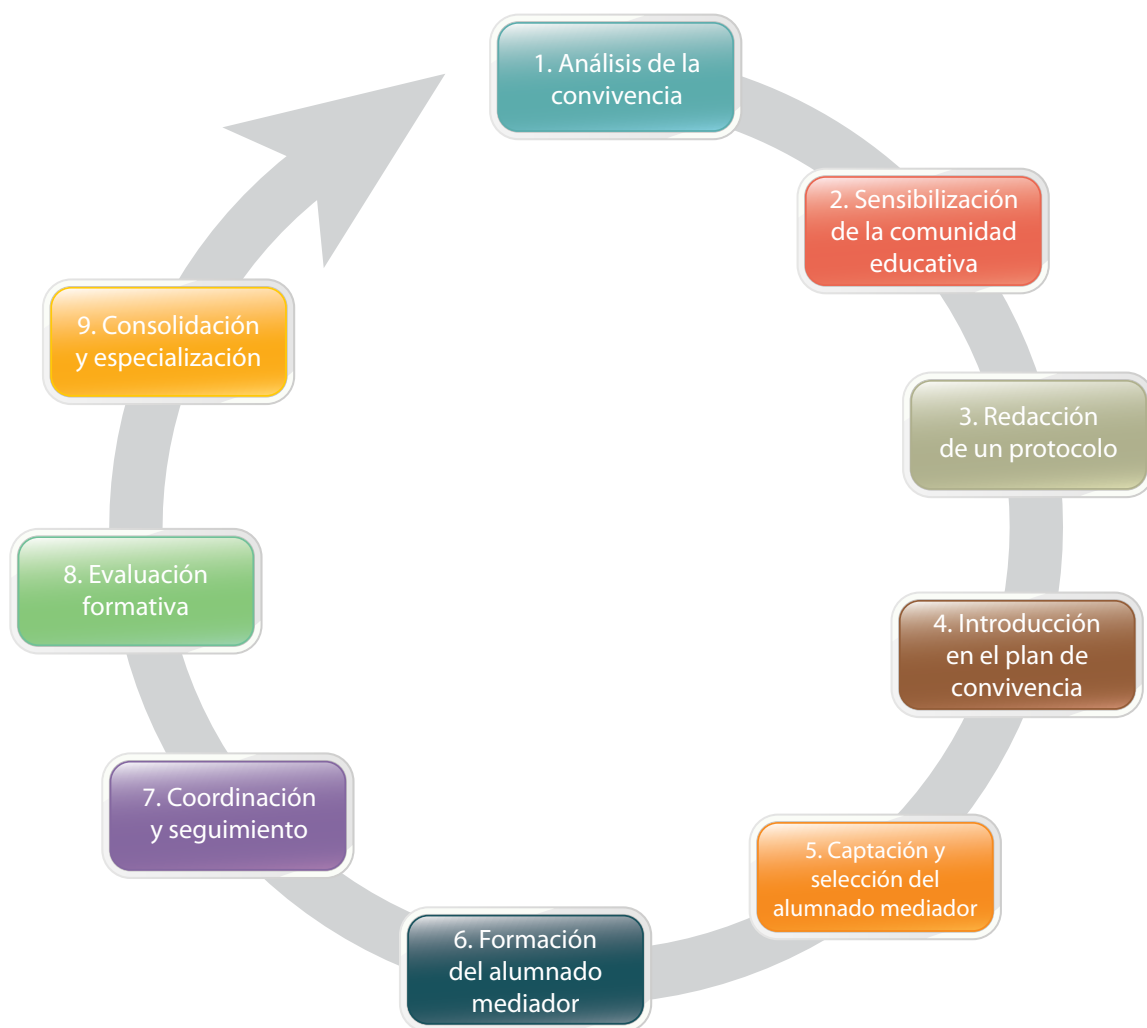 1. Análisis de la
convivencia
2. Sensibilización
de la comunidad
educativa
3. Redacción
de un protocolo
4. Introducción
en el plan de
convivencia
5. Captación y
selección del
alumnado mediador
6. Formación
del alumnado
mediador
7. Coordinación
y seguimiento
8. Evaluación
formativa
9. Consolidación
y especialización